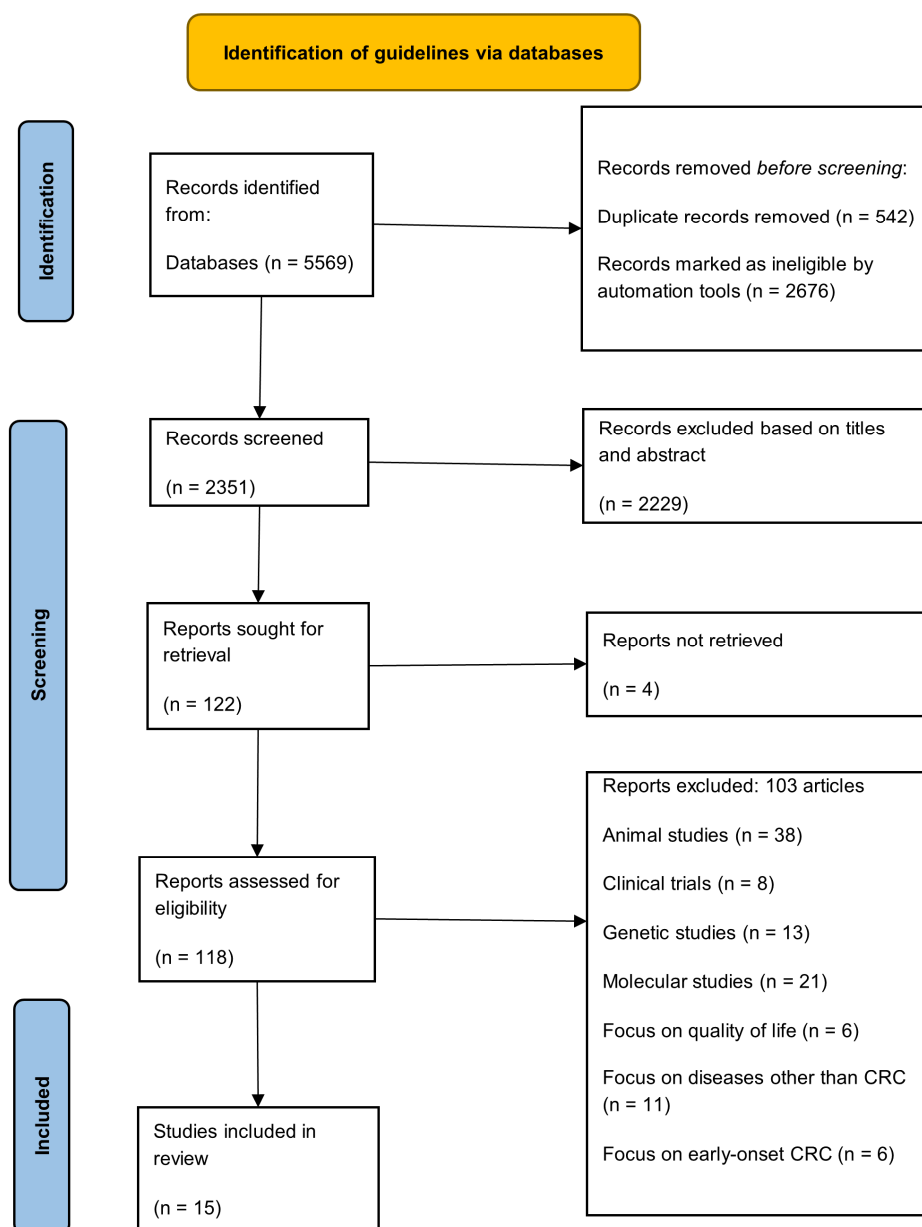 Identification of guidelines via databases
Identification
Records identified
from:
Databases (n = 5569)
Records removed before screening:
Duplicate records removed (n = 542)
Records marked as ineligible by
automation tools (n = 2676)
Screening
Records screened
(n = 2351)
Records excluded based on titles
and abstract
(n = 2229)
Reports sought for
retrieval
(n = 122)
Reports not retrieved
(n = 4)
Reports assessed for
eligibility
(n = 118)
Reports excluded: 103 articles
Animal studies (n = 38)
Clinical trials (n = 8)
Genetic studies (n = 13)
Molecular studies (n = 21)
Focus on quality of life (n = 6)
Focus on diseases other than CRC
(n = 11)
Focus on early-onset CRC (n = 6)
Included
Studies included in
review
(n = 15)